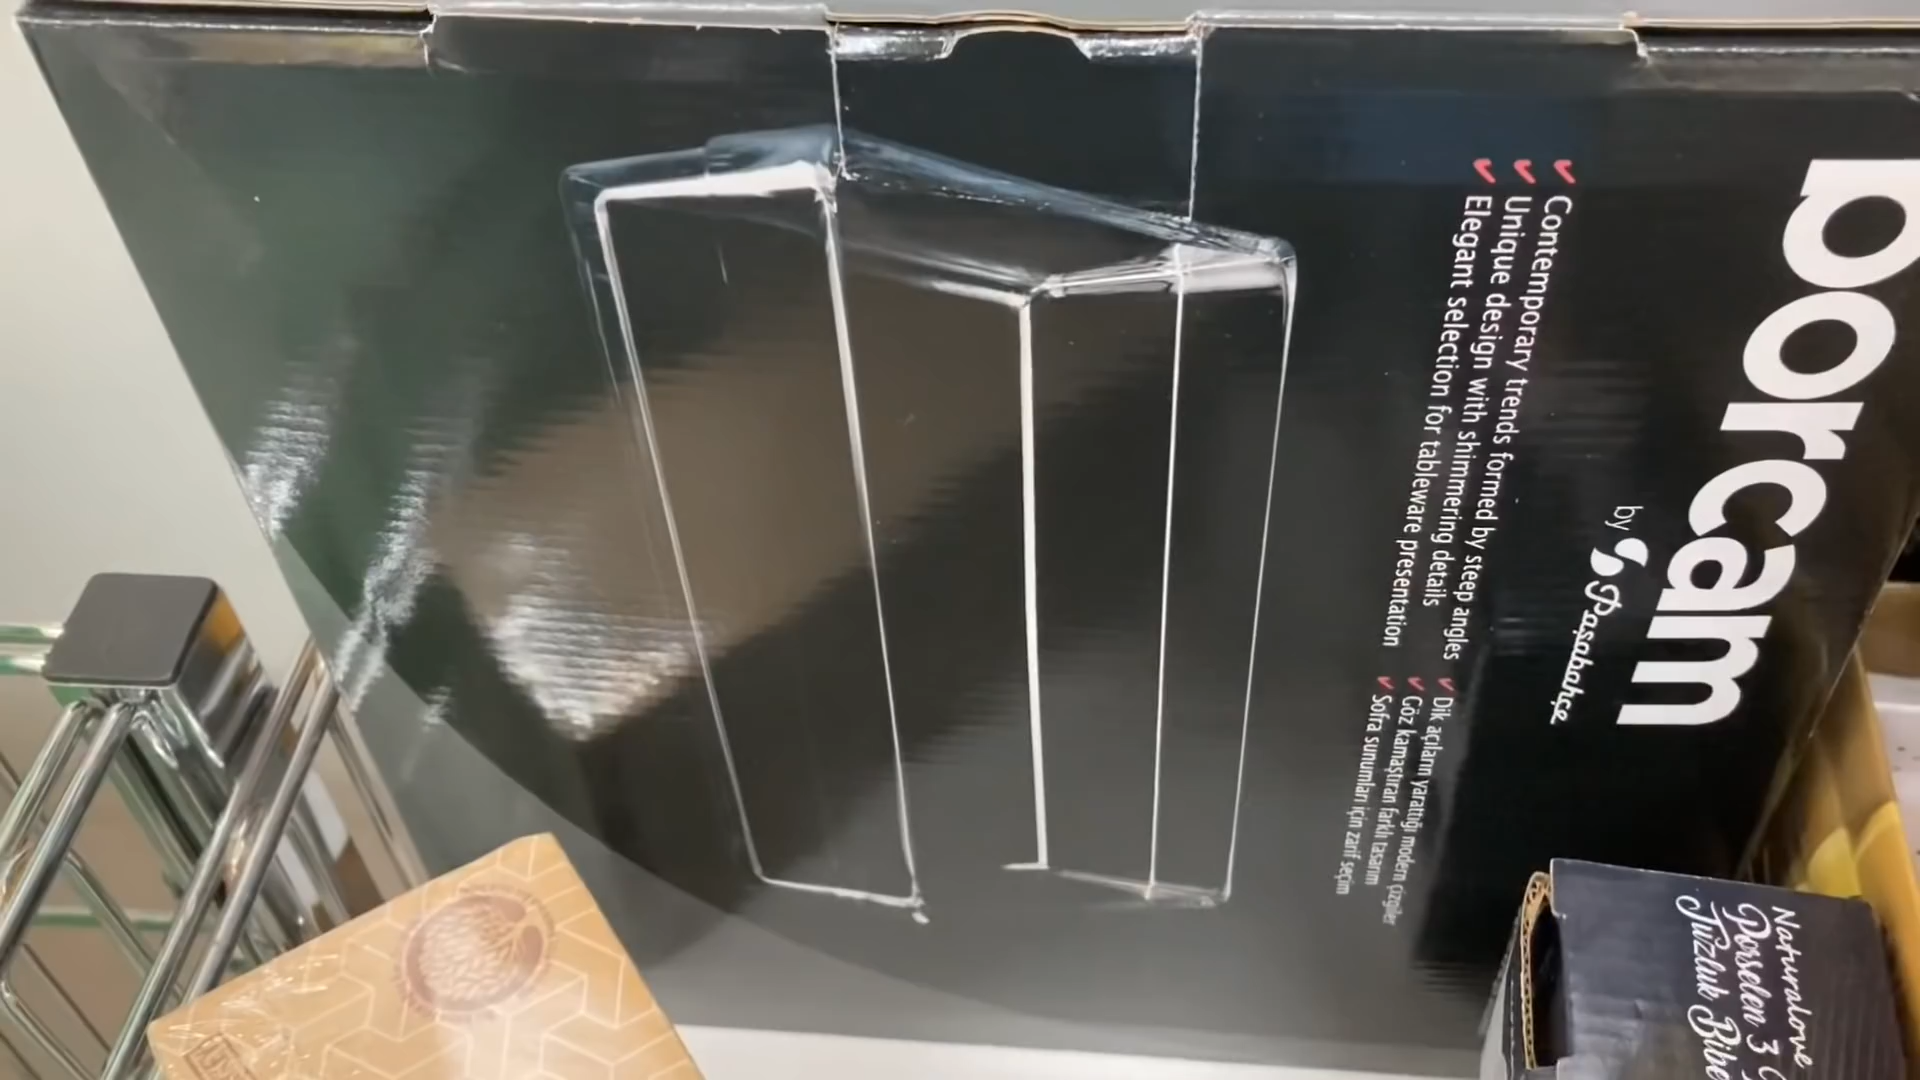 borcam
by Paşabahçe
Contemporary trends formed by steep angles
Unique design with shimmering details
Elegant selection for tableware presentation
Dik açıların yarattığı modern çizgiler
Göz kamaştıran farklı tasarım
Sofra sunumları için zarif seçim
Naturalove
Porselen 3
Tuzluk Bibe